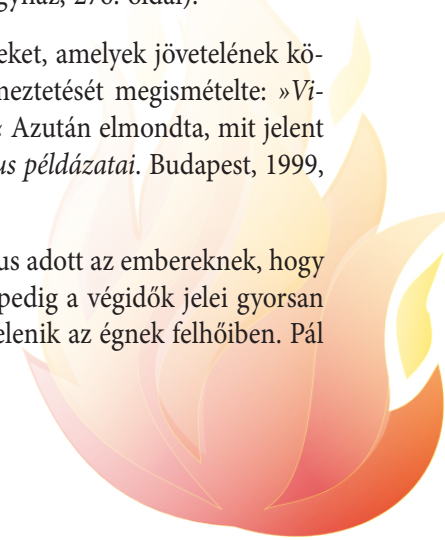 gyház, 276. oldal).
eket, amelyek jövetelének kö-
neztetését megismételte: »Vi-
Azután elmondta, mit jelent
us példázatai. Budapest, 1999,
us adott az embereknek, hogy
pedig a végidők jelei gyorsan
elenik az égnek felhőiben. Pál